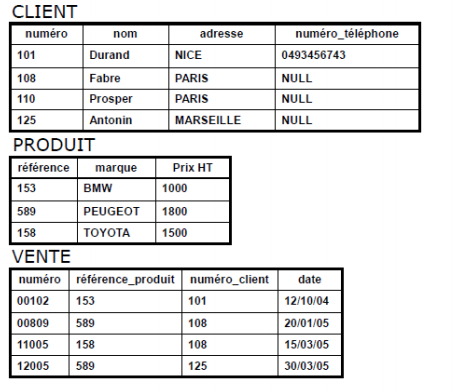 CLIENT
numéro nom adresse numéro_téléphone
101 Durand NICE 0493456743
108 Fabre PARIS NULL
110 Prosper PARIS NULL
125 Antonin MARSEILLE NULL
PRODUIT
référence marque Prix HT
153 BMW 1000
589 PEUGEOT 1800
158 TOYOTA 1500
VENTE
numéro référence_produit numéro_client date
00102 153 101 12/10/04
00809 589 108 20/01/05
11005 158 108 15/03/05
12005 589 125 30/03/05